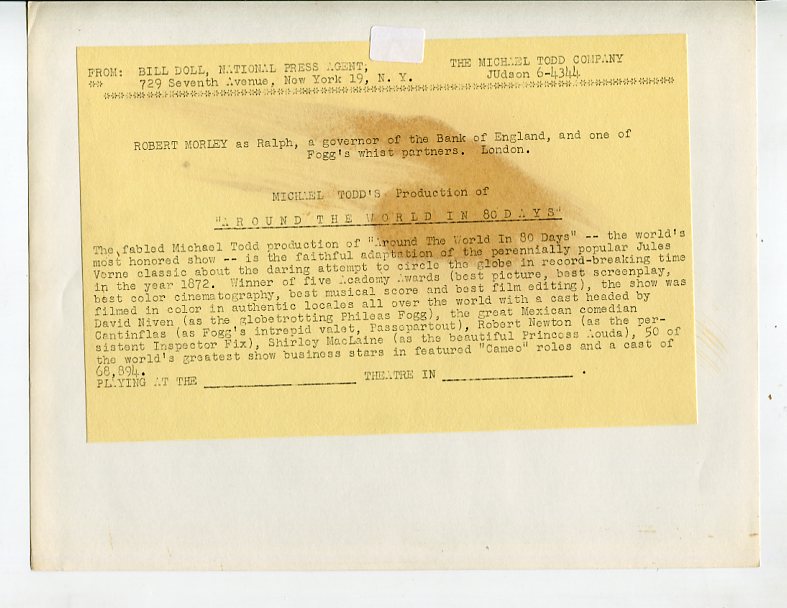 FROM: BILL DOLL, NATIONAL PRESS AGENT, THE MICHAEL TODD COMPANY
** 729 Seventh Avenue, New York 19, N. Y. JUdson 6-4344
ROBERT MORLEY as Ralph, a governor of the Bank of England, and one of
Fogg's whist partners. London.
MICHAEL TODD'S Production of
"AROUND THE WORLD IN 80 DAYS"
The fabled Michael Todd production of "Around The World In 80 Days" -- the world's
most honored show -- is the faithful adaptation of the perennially popular Jules
Verne classic about the daring attempt to circle the globe in record-breaking time
in the year 1872. Winner of five Academy Awards (best picture, best screenplay,
best color cinematography, best musical score and best film editing), the show was
filmed in color in authentic locales all over the world with a cast headed by
David Niven (as the globetrotting Phileas Fogg), the great Mexican comedian
Cantinflas (as Fogg's intrepid valet, Passepartout), Robert Newton (as the per-
sistent Inspector Fix), Shirley MacLaine (as the beautiful Princess Aouda), 50 of
the world's greatest show business stars in featured "Cameo" roles and a cast of
68,894.
PLAYING AT THE ____________________ THEATRE IN _________________ .